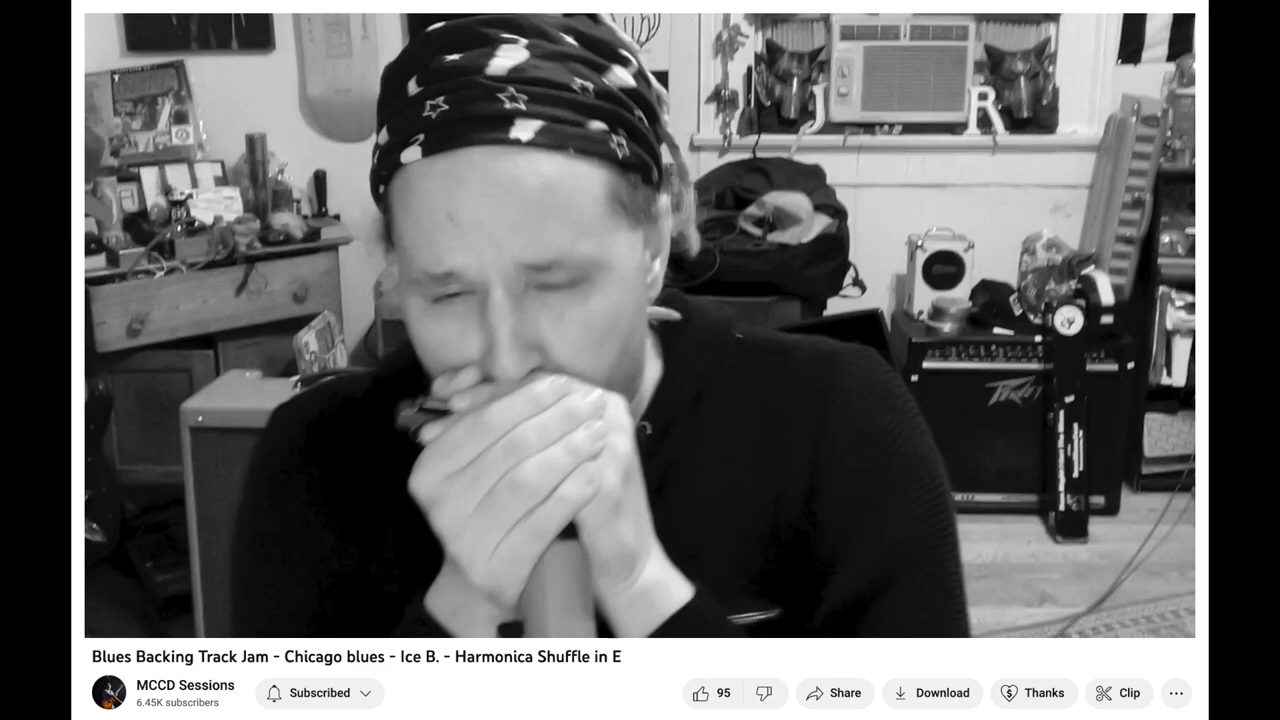 J
R
PEAVEY
Blues Backing Track Jam - Chicago blues - Ice B. - Harmonica Shuffle in E
MCCD Sessions
6.45K subscribers
Subscribed
95
Share
Download
Thanks
Clip